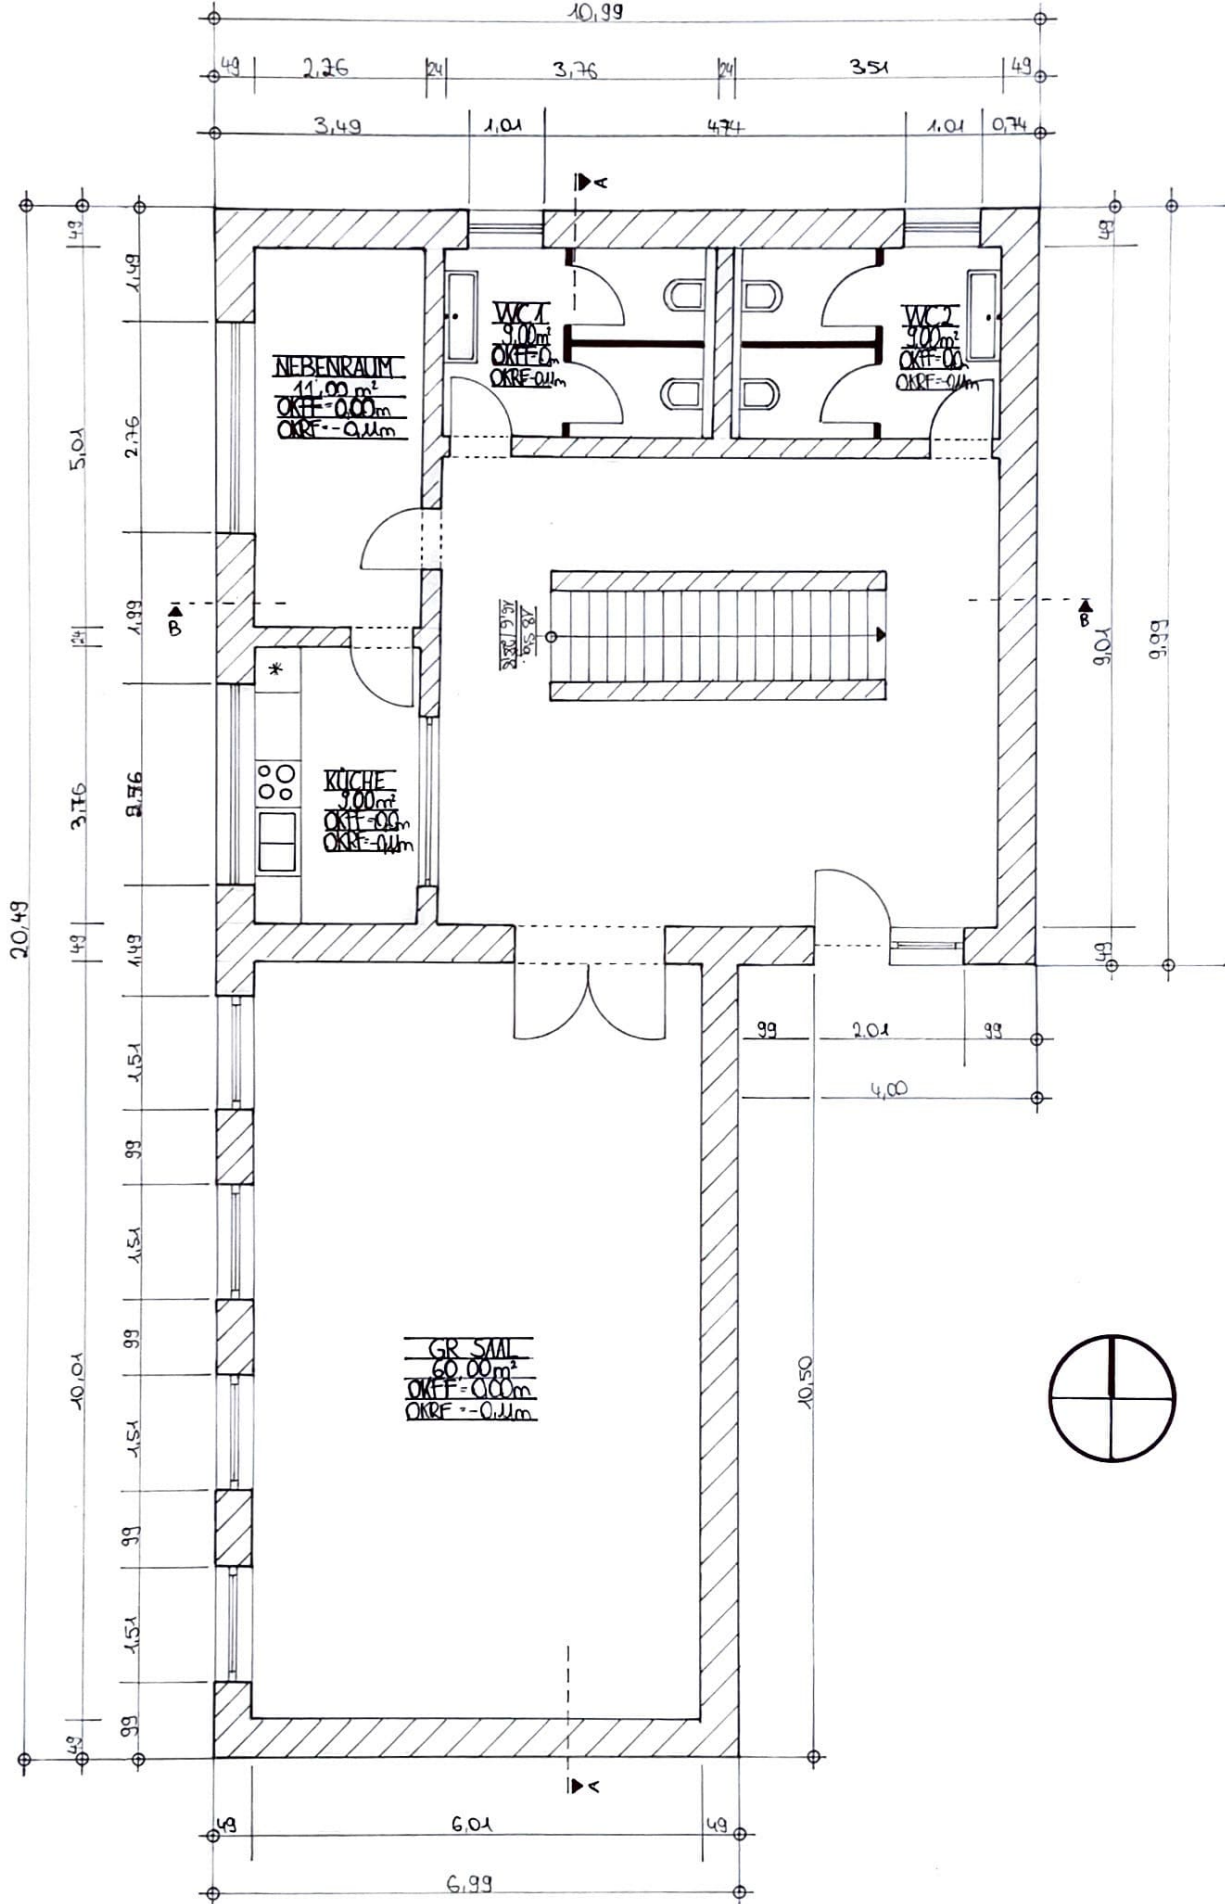 10,99
49 2,26 24 3,76 24 3,51 49
3,49 1,01 4,74 1,01 0,74
A
49
1,49
49
WC 1
9,00m²
OKFF=0m
OKRF=-0,11m
WC 2
9,00m²
OKFF=0,0
OKRF=-0,11m
NEBENRAUM
11,00 m²
OKFF=0,00m
OKRF=-0,11m
5,01
2,76
1,99
24
B
18 Stg.
B
9,01
9,99
KÜCHE
9,00m²
OKFF=0,0m
OKRF=-0,11m
3,76
20,49
49
1,49
49
99 2,01 99
4,00
1,51
99
1,51
99
10,01
1,51
99
1,51
99
49
GR SAAL
60,00m²
OKFF=0,00m
OKRF=-0,11m
10,50
A
49 6,01 49
6,99